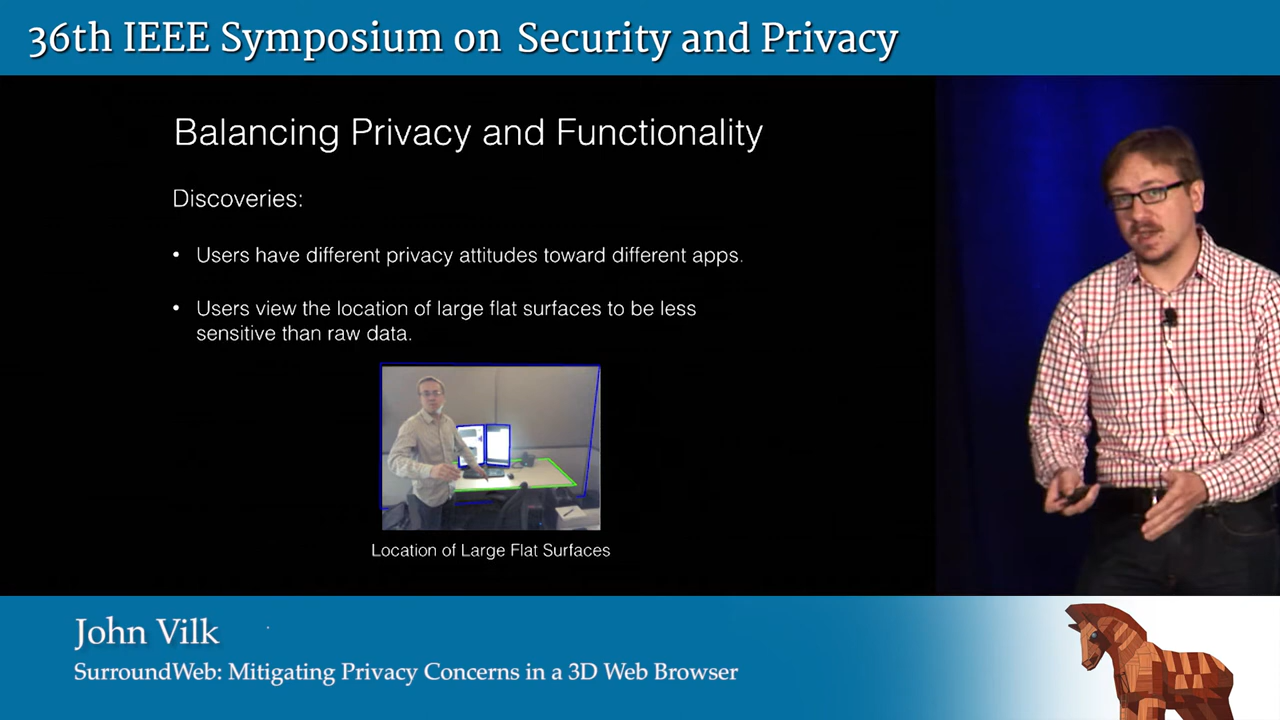 36th IEEE Symposium on Security and Privacy
Balancing Privacy and Functionality
Discoveries:
• Users have different privacy attitudes toward different apps.
• Users view the location of large flat surfaces to be less
sensitive than raw data.
Location of Large Flat Surfaces
John Vilk
SurroundWeb: Mitigating Privacy Concerns in a 3D Web Browser